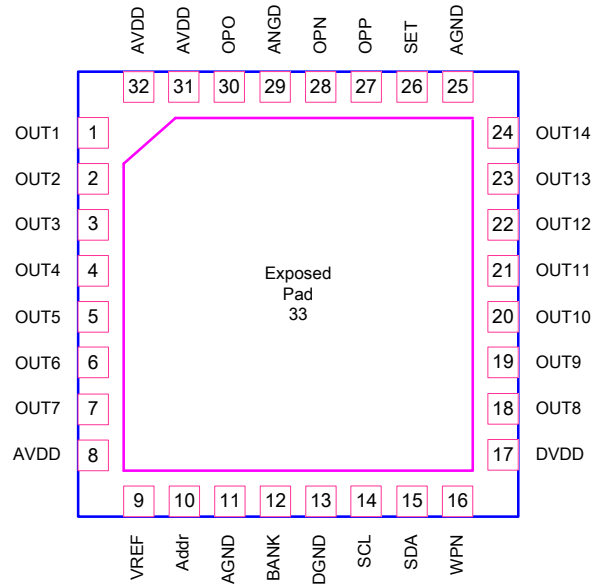 AVDD AVDD OPO ANGD OPN OPP SET AGND
32 31 30 29 28 27 26 25
OUT1 1 24 OUT14
OUT2 2 23 OUT13
OUT3 3 22 OUT12
OUT4 4 21 OUT11
Exposed
Pad
33
OUT5 5 20 OUT10
OUT6 6 19 OUT9
OUT7 7 18 OUT8
AVDD 8 17 DVDD
9 10 11 12 13 14 15 16
VREF Addr AGND BANK DGND SCL SDA WPN